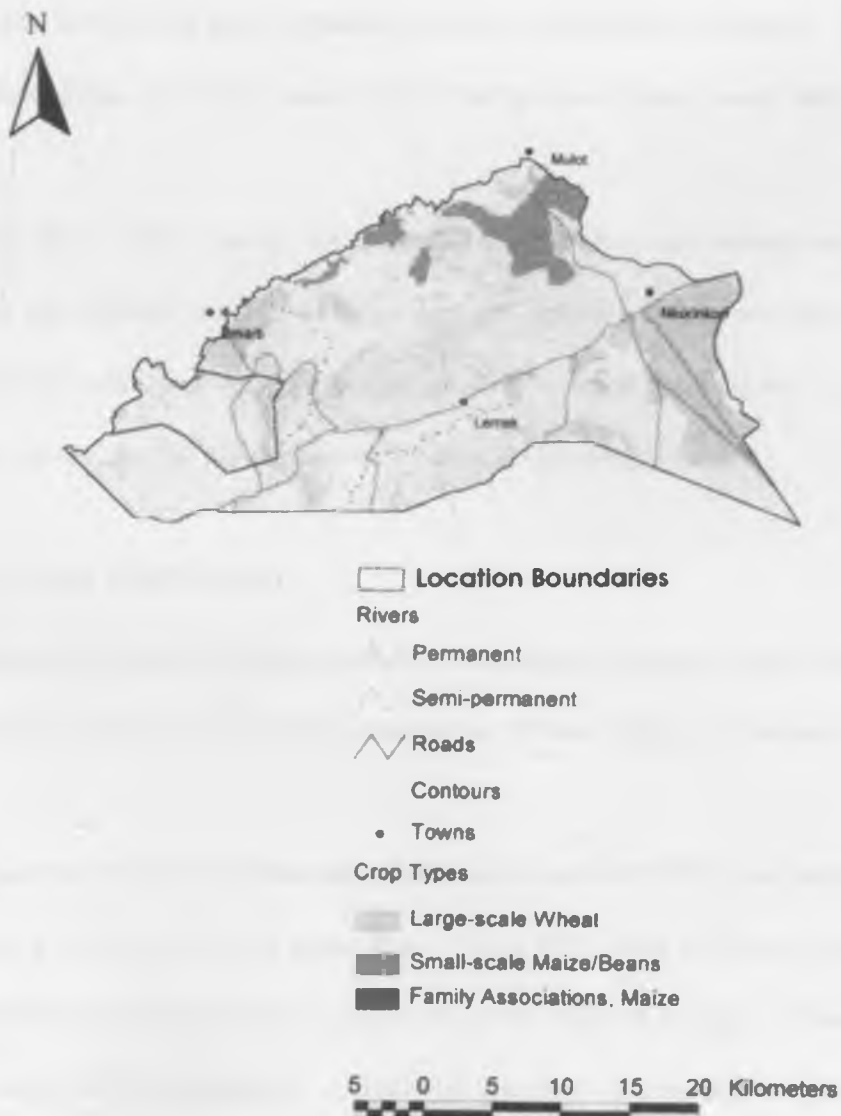 N
Mulot
Lemek
Location Boundaries
Rivers
Permanent
Semi-permanent
Roads
Contours
Towns
Crop Types
Large-scale Wheat
Small-scale Maize/Beans
Family Associations, Maize
5 0 5 10 15 20 Kilometers